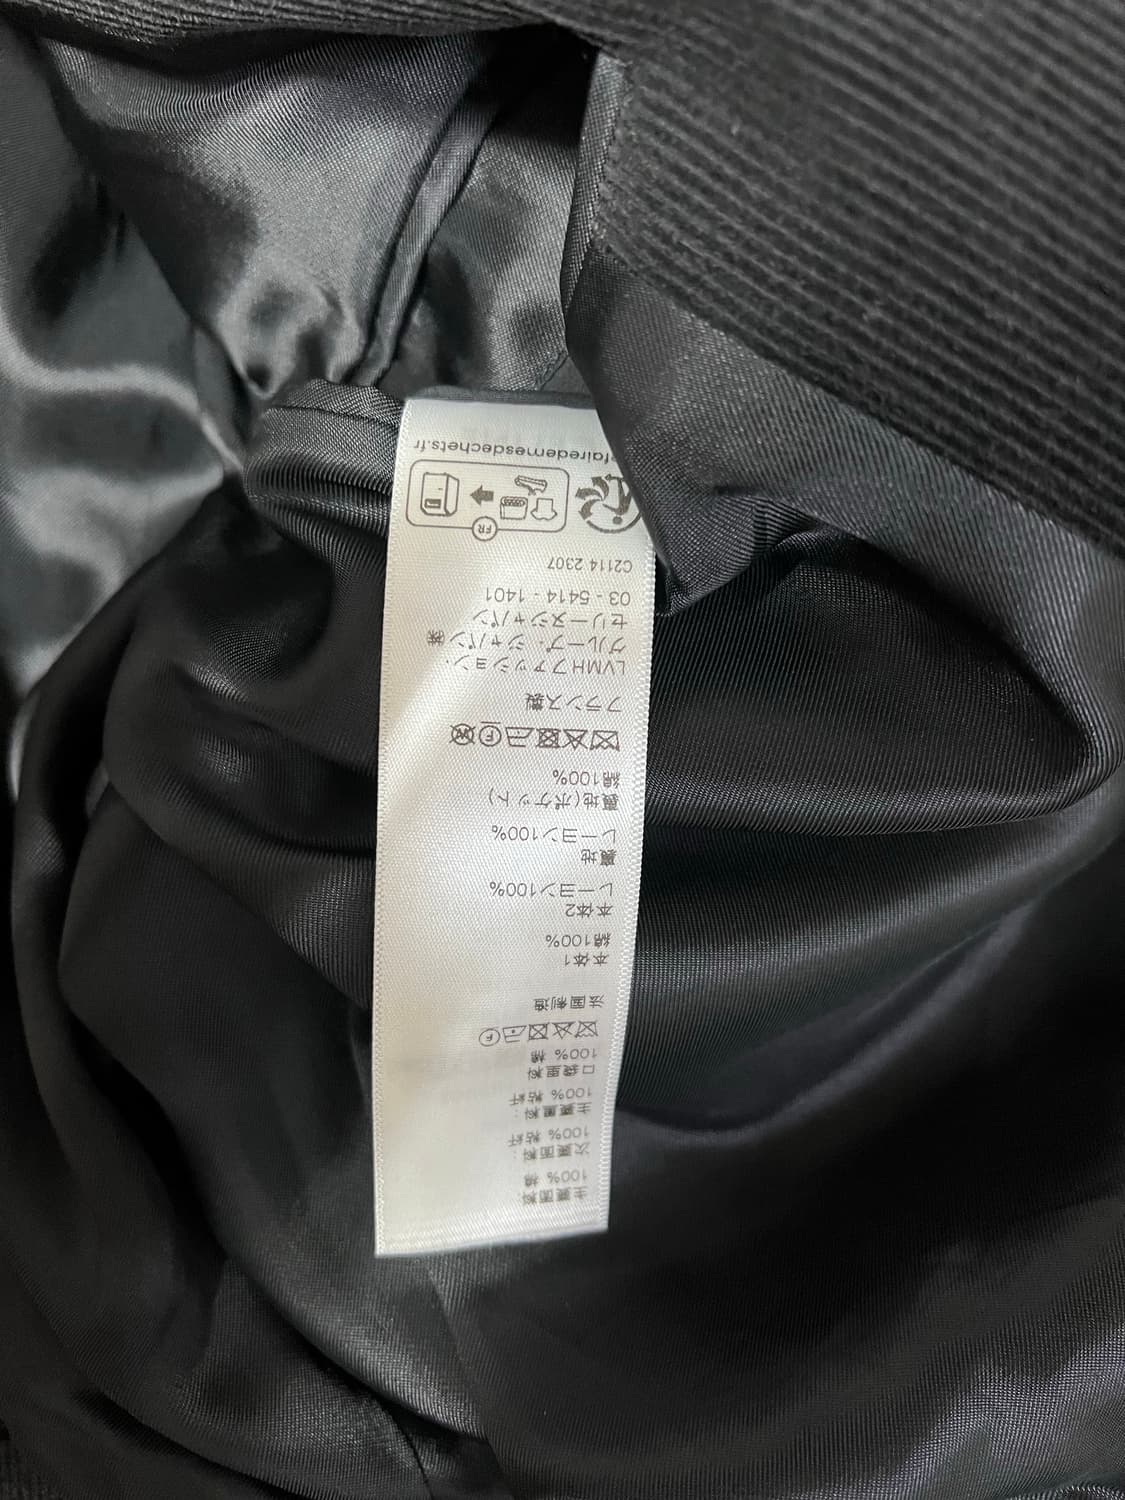 主要面料:
100% 棉
次要面料:
100% 粘纤
主要里料:
100% 粘纤
口袋里料
100% 棉
F
法国制造
本体1
綿100%
本体2
レーヨン100%
裏地
レーヨン100%
裏地(ポケット)
綿100%
F W
フランス製
LVMHファッション・
グループ・ジャパン㈱
セリーヌジャパン
03 - 5414 - 1401
C2114 2307
FR
efairedemesdechets.fr